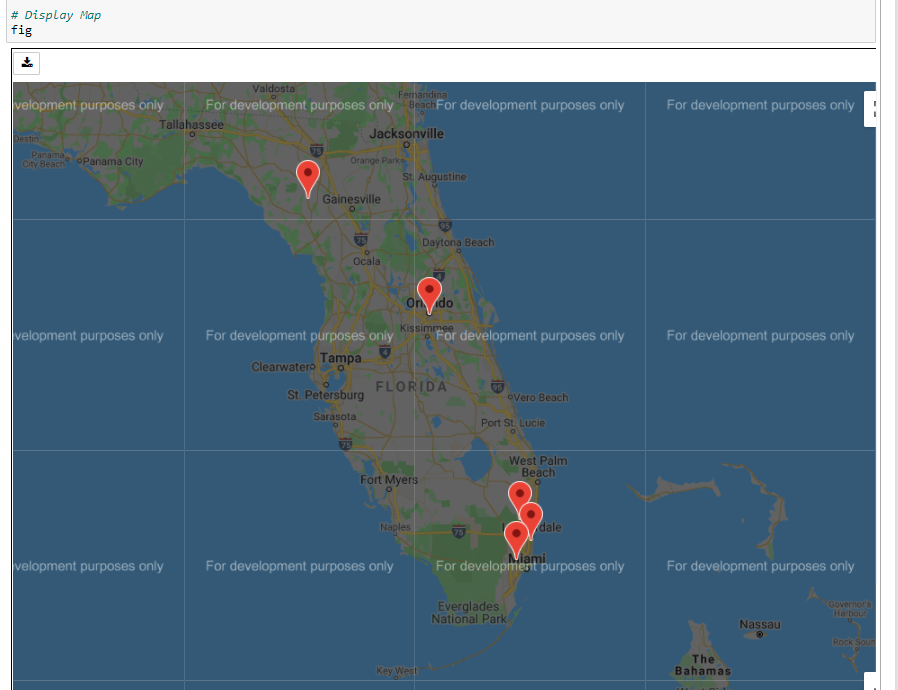 # Display Map
fig
Valdosta
Fernandina
Beach
velopment purposes only
For development purposes only
For development purposes only
For development purposes only
Tallahassee
Jacksonville
Destin
Panama
City Beach
Panama City
75
Orange Park
St. Augustine
Gainesville
95
75
Daytona Beach
Ocala
4
Kissimmee
velopment purposes only
For development purposes only
For development purposes only
For development purposes only
Tampa
4
Clearwater
FLORIDA
95
St. Petersburg
Vero Beach
Sarasota
Port St. Lucie
75
West Palm
Beach
Fort Myers
Naples
75
dale
Miami
velopment purposes only
For development purposes only
For development purposes only
For development purposes only
Everglades
National Park
Governor's
Harbour
Nassau
Rock Soun
The
Bahamas
Key West